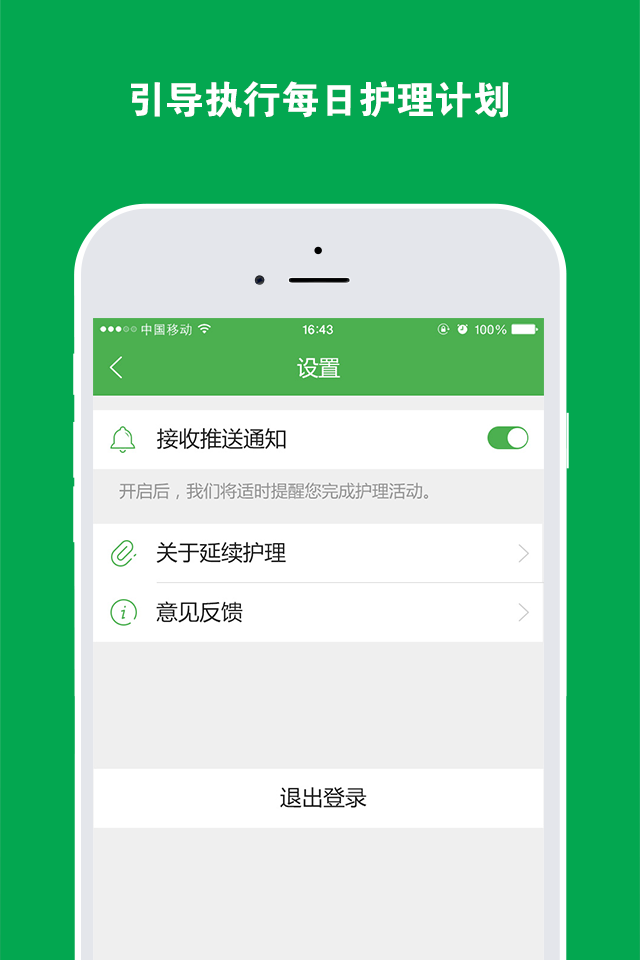 引导执行每日护理计划
中国移动 16:43 100%
设置
接收推送通知
开启后，我们将适时提醒您完成护理活动。
关于延续护理
意见反馈
退出登录